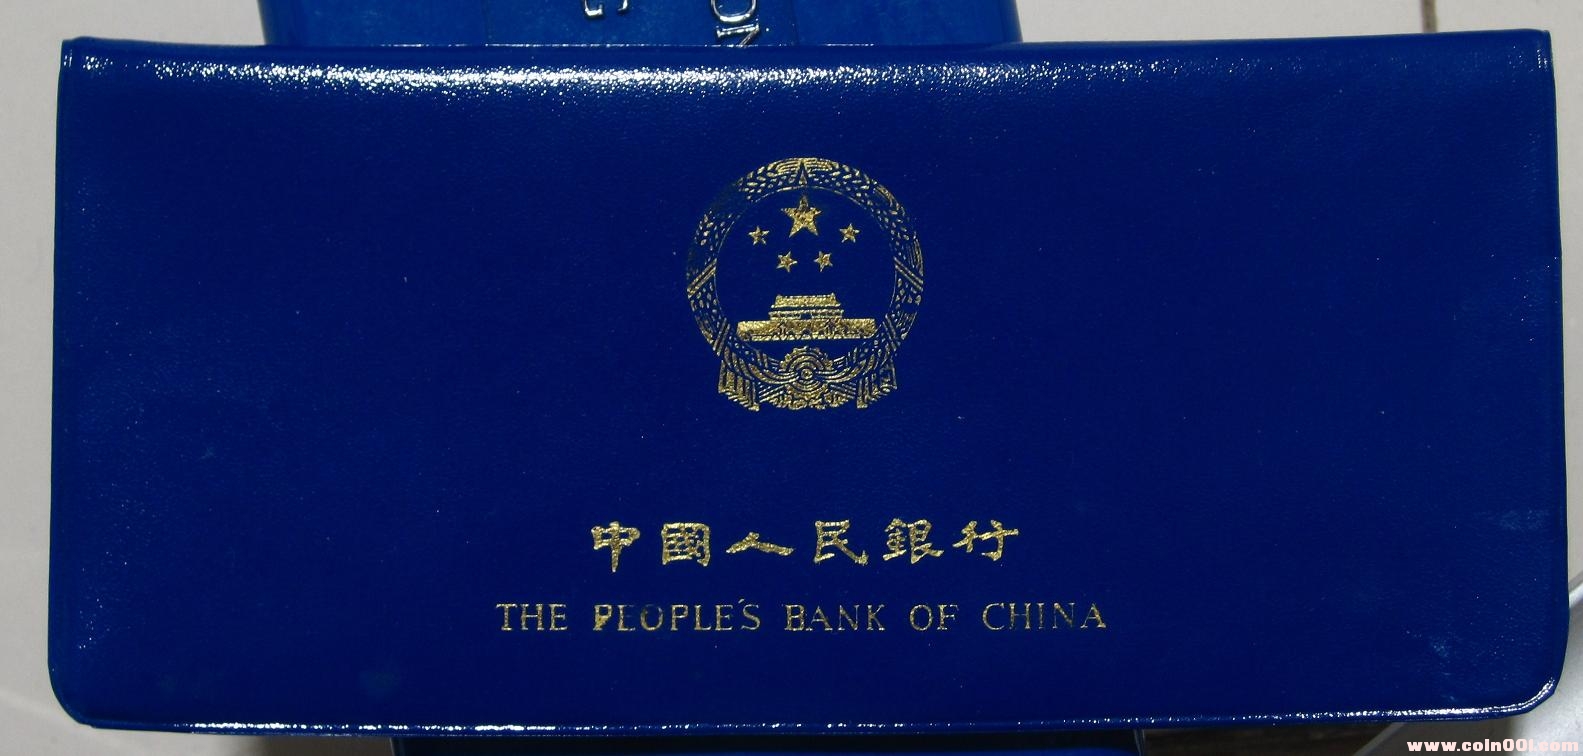 中國人民銀行
THE PEOPLE'S BANK OF CHINA
www.coin001.com